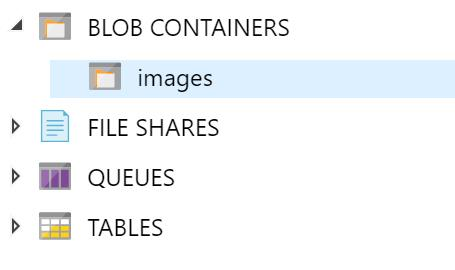 BLOB CONTAINERS
images
FILE SHARES
QUEUES
TABLES